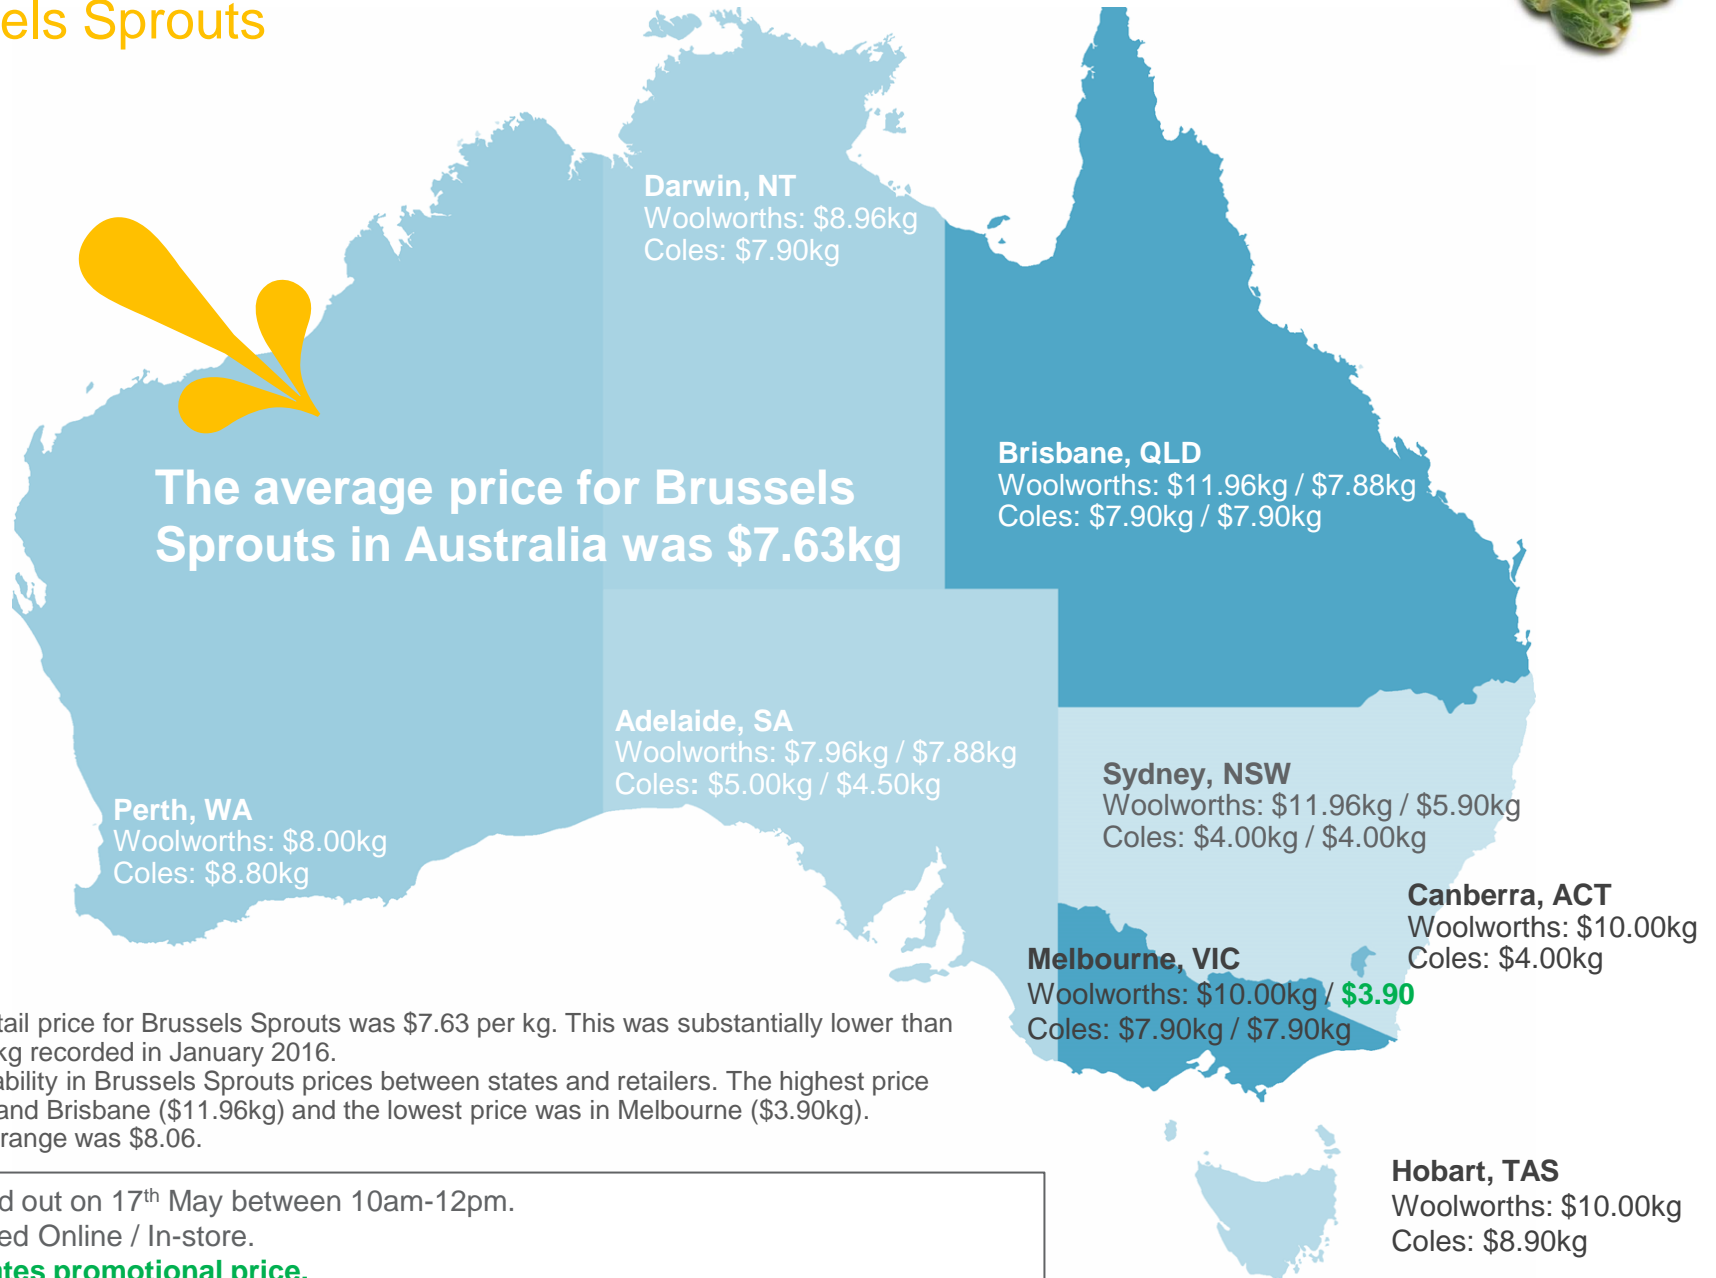 els Sprouts
Darwin, NT
Woolworths: $8.96kg
Coles: $7.90kg
Brisbane, QLD
Woolworths: $11.96kg / $7.88kg
Coles: $7.90kg / $7.90kg
The average price for Brussels
Sprouts in Australia was $7.63kg
Adelaide, SA
Woolworths: $7.96kg / $7.88kg
Coles: $5.00kg / $4.50kg
Sydney, NSW
Woolworths: $11.96kg / $5.90kg
Coles: $4.00kg / $4.00kg
Perth, WA
Woolworths: $8.00kg
Coles: $8.80kg
Canberra, ACT
Woolworths: $10.00kg
Coles: $4.00kg
Melbourne, VIC
Woolworths: $10.00kg / $3.90
Coles: $7.90kg / $7.90kg
tail price for Brussels Sprouts was $7.63 per kg. This was substantially lower than
kg recorded in January 2016.
ability in Brussels Sprouts prices between states and retailers. The highest price
and Brisbane ($11.96kg) and the lowest price was in Melbourne ($3.90kg).
range was $8.06.
d out on 17th May between 10am-12pm.
ed Online / In-store.
ates promotional price.
Hobart, TAS
Woolworths: $10.00kg
Coles: $8.90kg